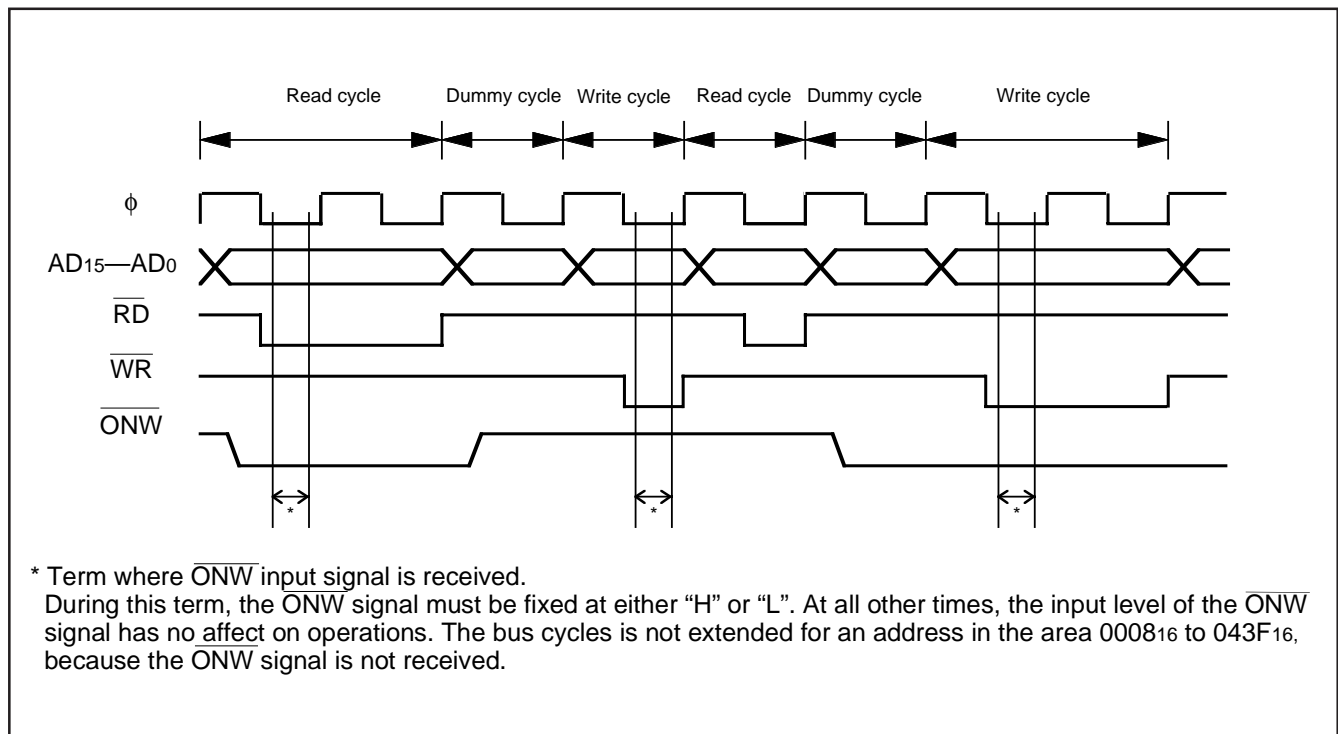 Read cycle Dummy cycle Write cycle Read cycle Dummy cycle Write cycle
ϕ
AD15—AD0
RD
WR
ONW
* * *
* Term where ONW input signal is received.
During this term, the ONW signal must be fixed at either “H” or “L”. At all other times, the input level of the ONW
signal has no affect on operations. The bus cycles is not extended for an address in the area 000816 to 043F16,
because the ONW signal is not received.